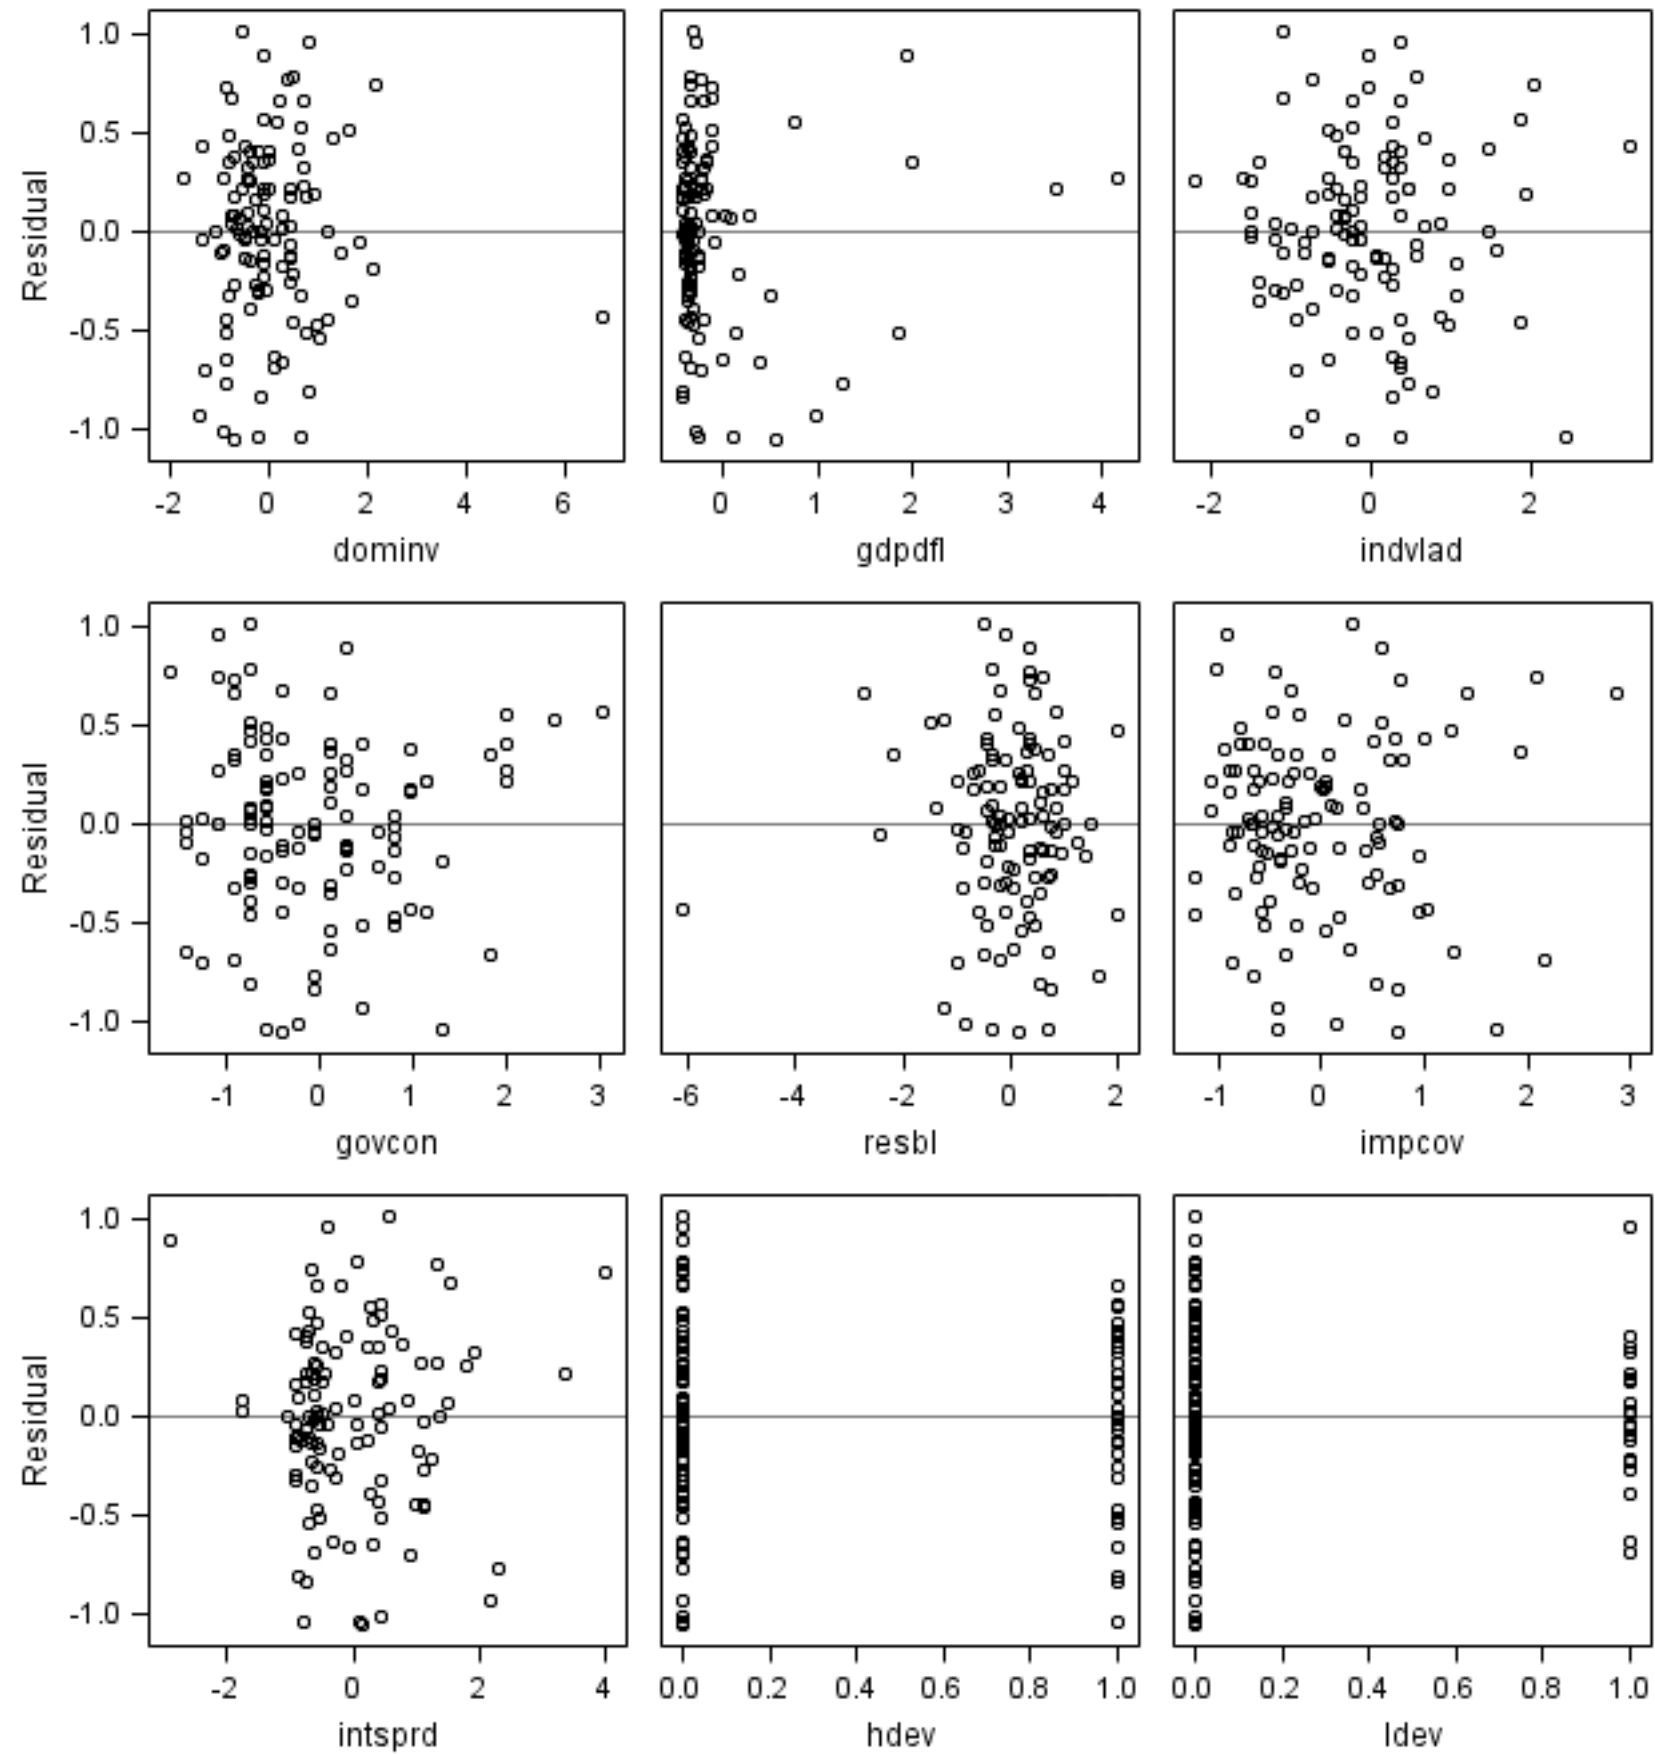 1.0
0.5
0.0
-0.5
-1.0
Residual
-2 0 2 4 6
0 1 2 3 4
-2 0 2
dominv gdpdfl indvlad
1.0
0.5
0.0
-0.5
-1.0
Residual
-1 0 1 2 3
-6 -4 -2 0 2
-1 0 1 2 3
govcon resbl impcov
1.0
0.5
0.0
-0.5
-1.0
Residual
-2 0 2 4
0.0 0.2 0.4 0.6 0.8 1.0
0.0 0.2 0.4 0.6 0.8 1.0
intsprd hdev ldev